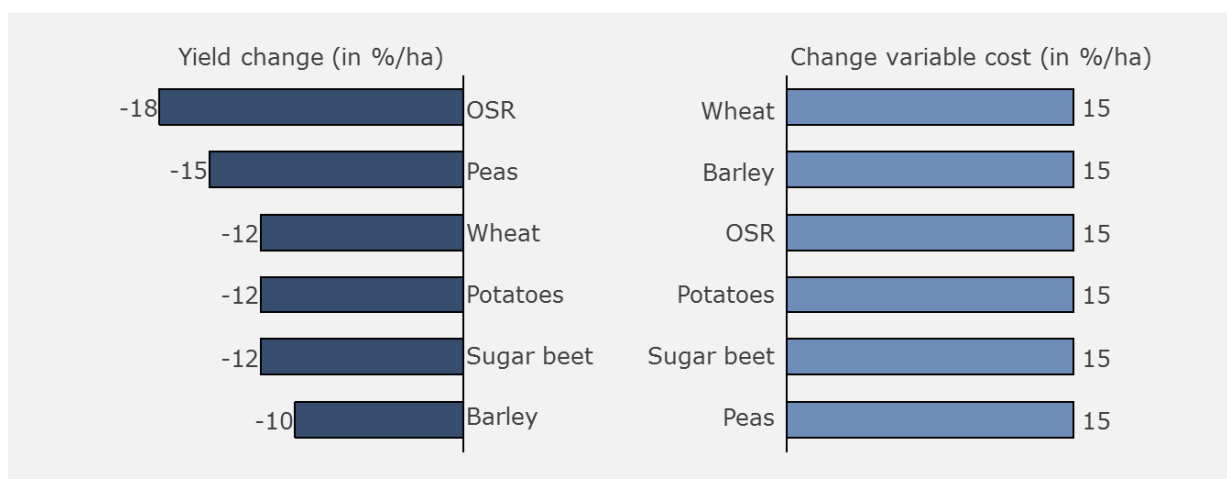 Yield change (in %/ha)
-18 OSR
-15 Peas
-12 Wheat
-12 Potatoes
-12 Sugar beet
-10 Barley
Change variable cost (in %/ha)
Wheat 15
Barley 15
OSR 15
Potatoes 15
Sugar beet 15
Peas 15